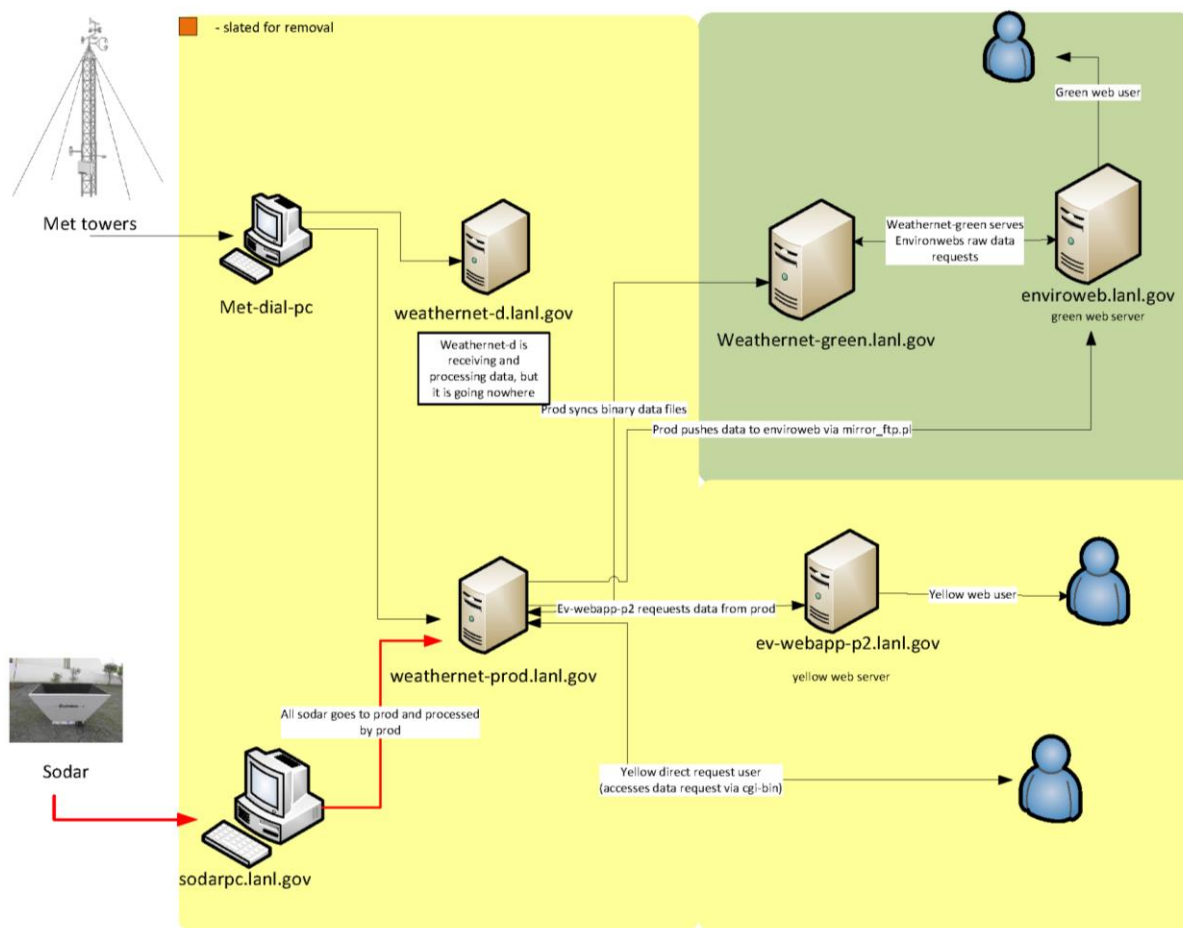 - slated for removal
Green web user
Met towers
Weathernet-green serves
Environwebs raw data
requests
Met-dial-pc
weathernet-d.lanl.gov
enviroweb.lanl.gov
green web server
Weathernet-green.lanl.gov
Weathernet-d is
receiving and
processing data, but
it is going nowhere
Prod syncs binary data files
Prod pushes data to enviroweb via mirror_ftp.pl
Ev-webapp-p2 reqeuests data from prod
Yellow web user
weathernet-prod.lanl.gov
ev-webapp-p2.lanl.gov
yellow web server
All sodar goes to prod and processed
by prod
Sodar
Yellow direct request user
(accesses data request via cgi-bin)
sodarpc.lanl.gov